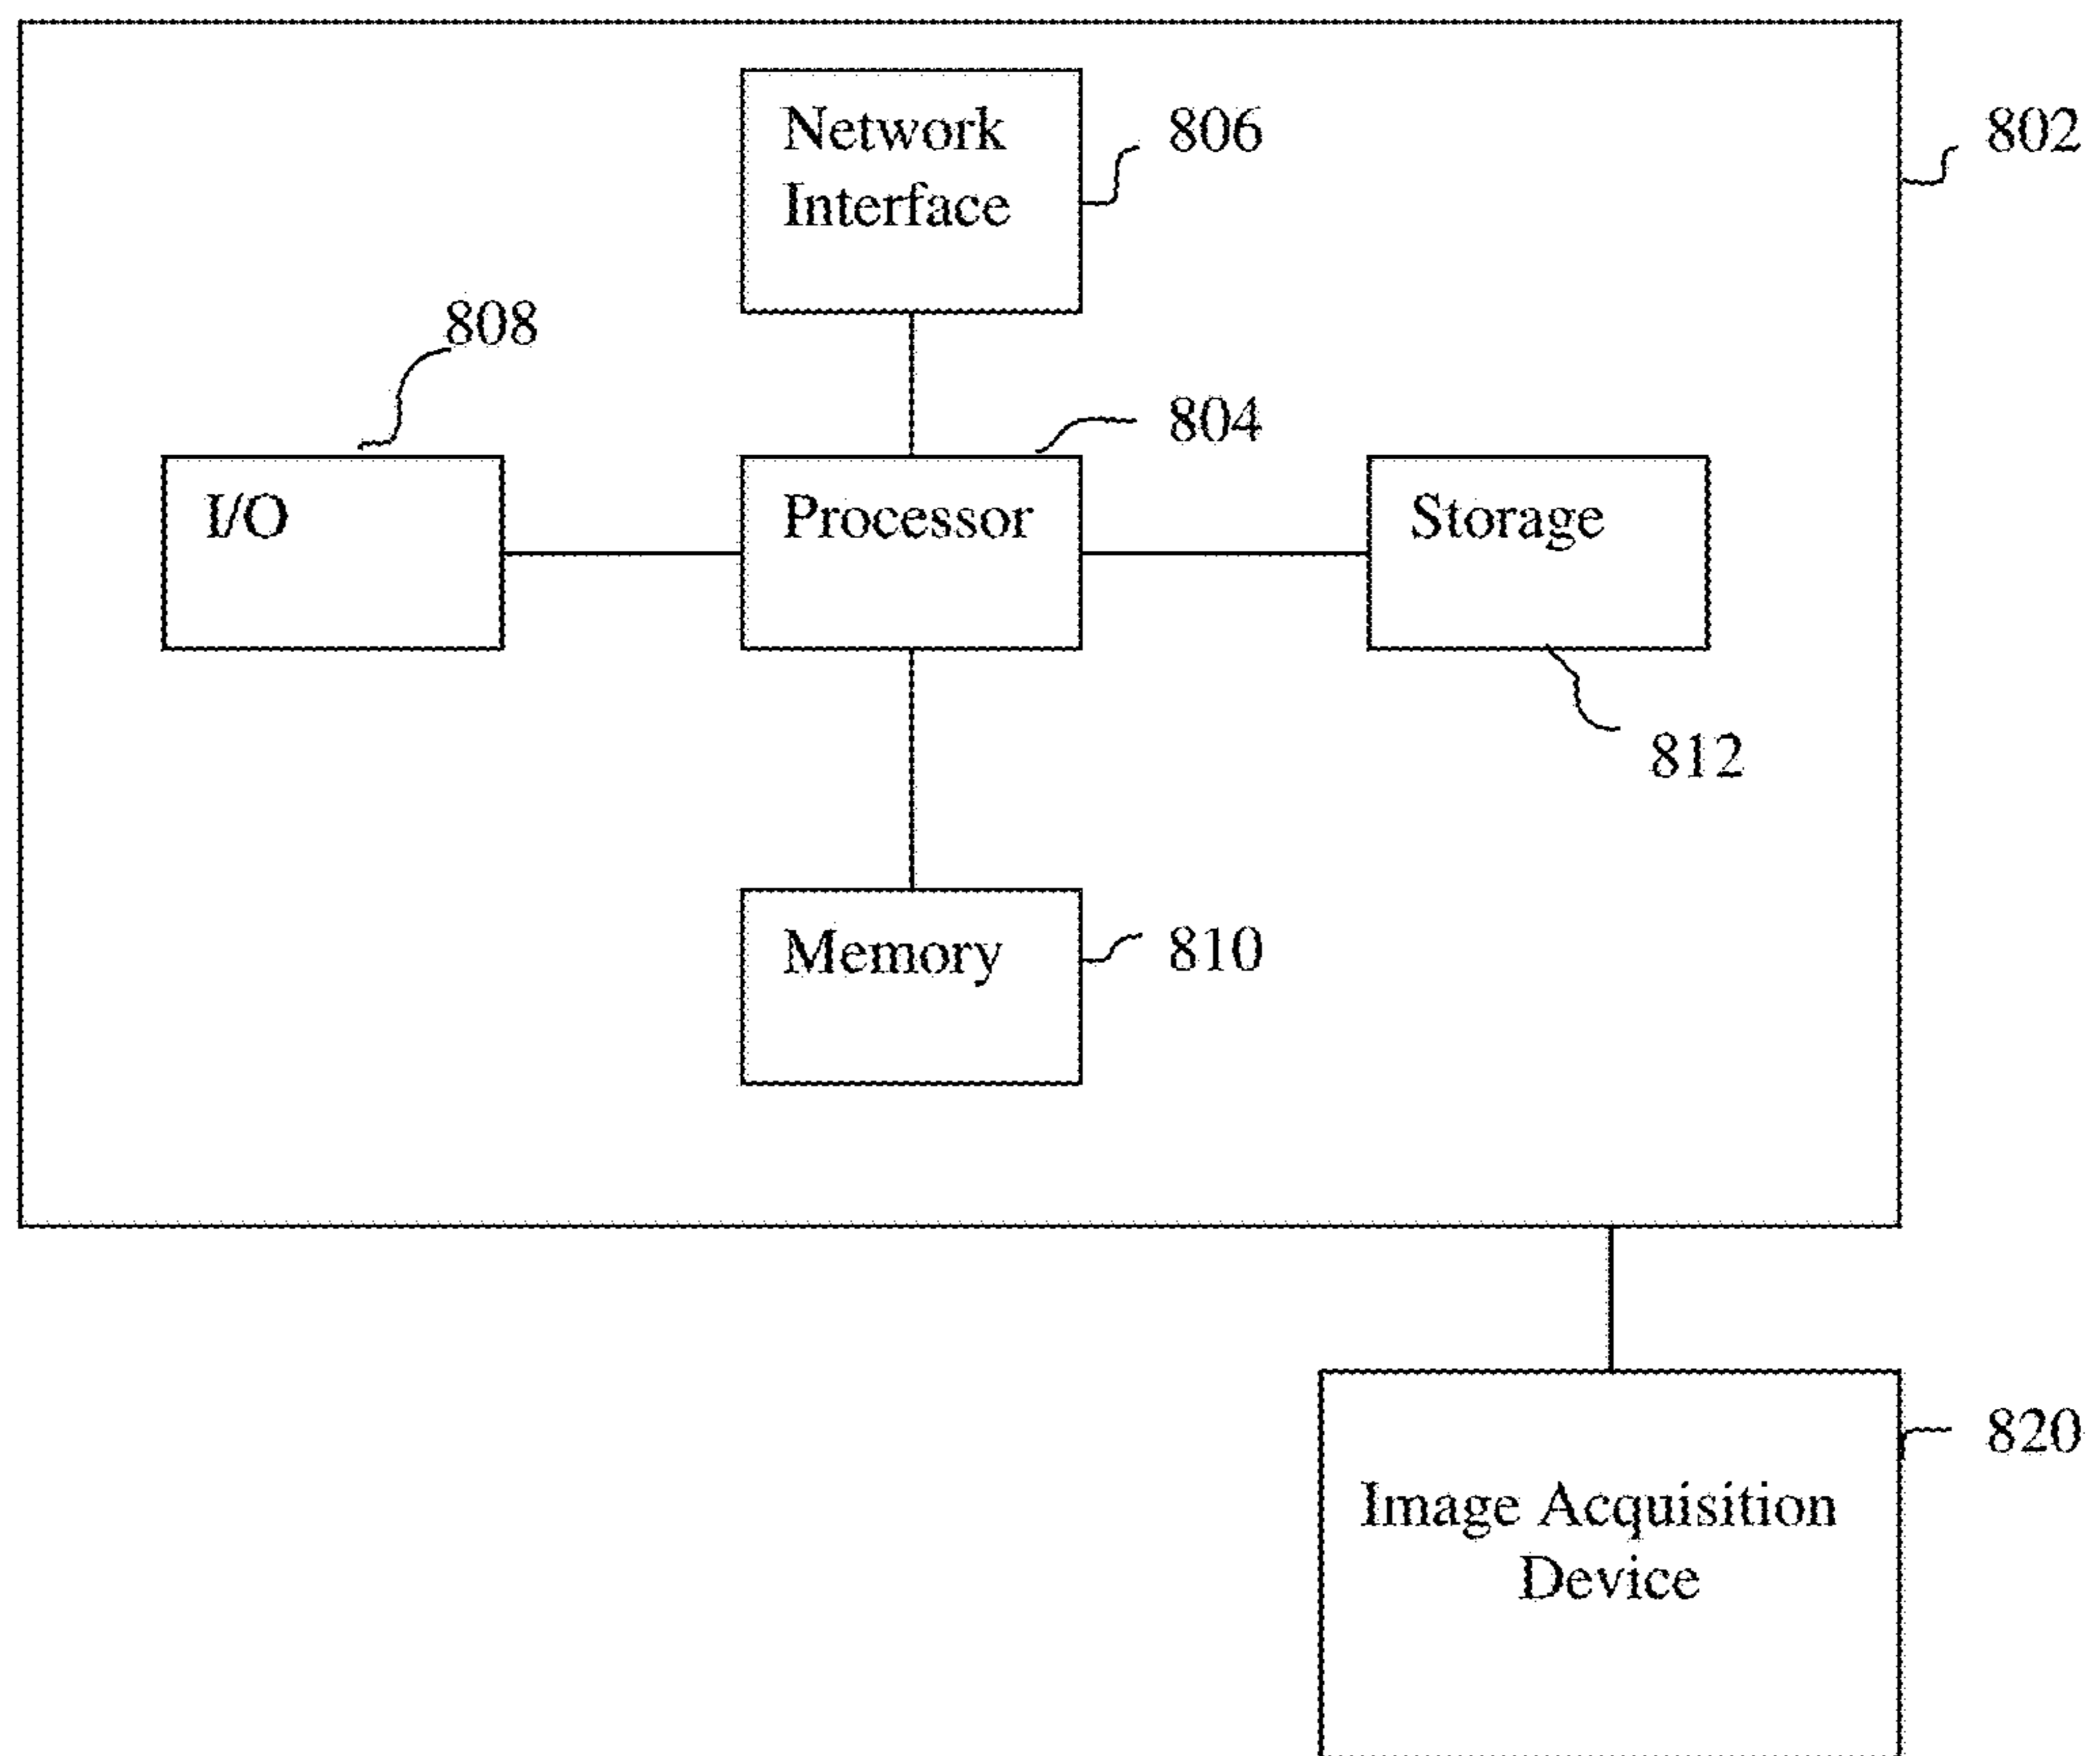 Network
Interface
806
802
808
804
I/O
Processor
Storage
812
Memory
810
820
Image Acquisition
Device